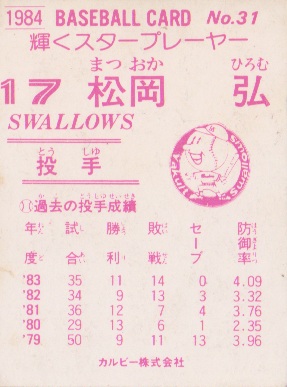 1984 BASEBALL CARD No.31
輝くスタープレーヤー
まつ おか ひろむ
17 松岡 弘
SWALLOWS
とう しゅ
投手
①過去の投手成績
年度 試合 勝利 敗戦 セーブ 防御率
'83 35 11 14 0 4.09
'82 34 9 13 3 3.32
'81 36 12 7 4 3.76
'80 29 13 6 1 2.35
'79 50 9 11 13 3.96
カルビー株式会社